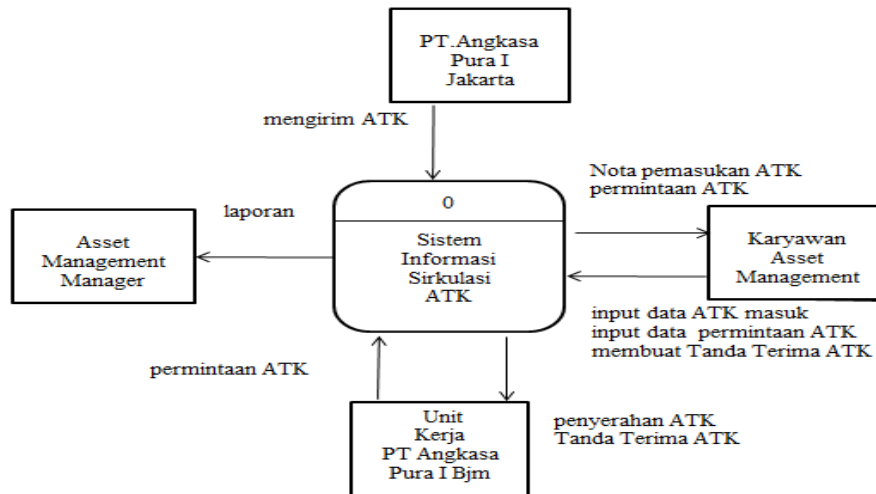 PT.Angkasa
Pura I
Jakarta
mengirim ATK
Nota pemasukan ATK
permintaan ATK
0
laporan
Sistem
Informasi
Sirkulasi
ATK
Asset
Management
Manager
Karyawan
Asset
Management
input data ATK masuk
input data permintaan ATK
membuat Tanda Terima ATK
permintaan ATK
Unit
Kerja
PT Angkasa
Pura I Bjm
penyerahan ATK
Tanda Terima ATK